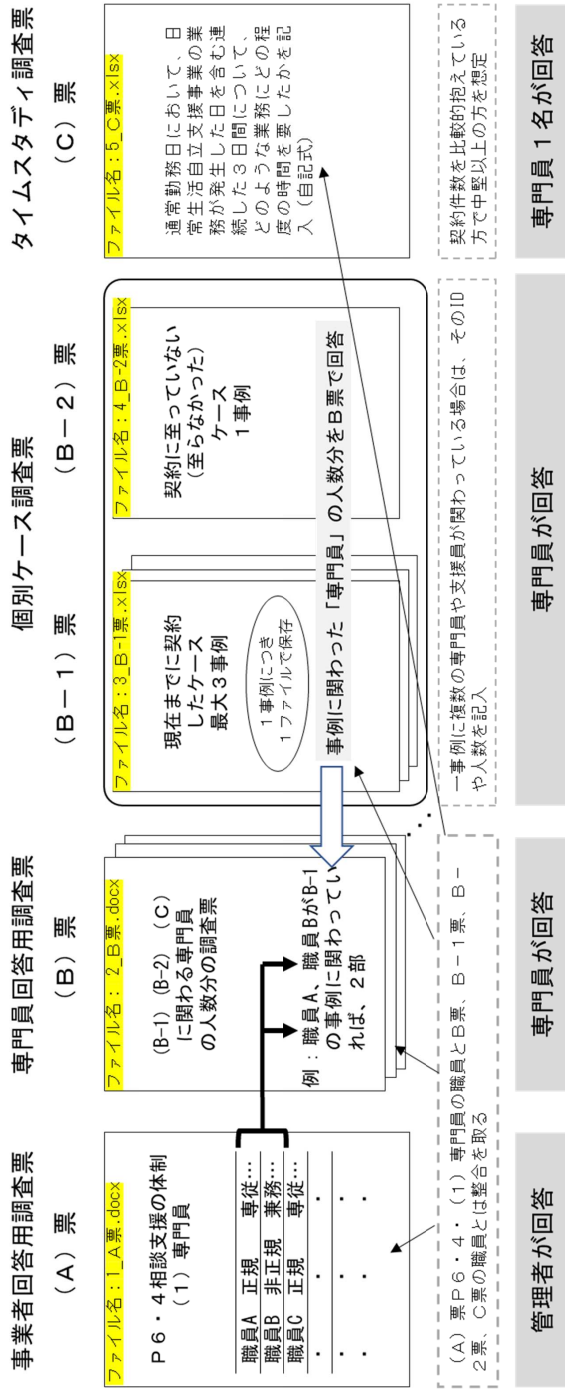 事業者回答用調査票
（A）票
ファイル名：1_A票.docx
P６・４相談支援の体制
（1）専門員
職員A 正規 専従…
職員B 非正規 兼務…
職員C 正規 専従…
・ ・ ・
・ ・ ・
管理者が回答
専門員回答用調査票
（B）票
ファイル名：2_B票.docx
(B-1)（B-2）（C）
に関わる専門員
の人数分の調査票
例：職員A、職員BがB-1
の事例に関わってい
れば、２部
専門員が回答
（A）票P６・４・（1）専門員の職員とB票、B－１票、B－
２票、C票の職員とは整合を取る
・・・
個別ケース調査票
（B－１）票
ファイル名：3_B-1票.xlsx
現在までに契約
したケース
最大３事例
１事例につき
１ファイルで保存
（B－２）票
ファイル名：4_B-2票.xlsx
契約に至っていない
（至らなかった）
ケース
１事例
事例に関わった「専門員」の人数分をB票で回答
一事例に複数の専門員や支援員が関わっている場合は、そのID
や人数を記入
専門員が回答
タイムスタディ調査票
（C）票
ファイル名：5_C票.xlsx
通常勤務日において、日
常生活自立支援事業の業
務が発生した日を含む連
続した３日間について、
どのような業務にどの程
度の時間を要したかを記
入（自記式）
契約件数を比較的抱えている
方で中堅以上の方を想定
専門員１名が回答